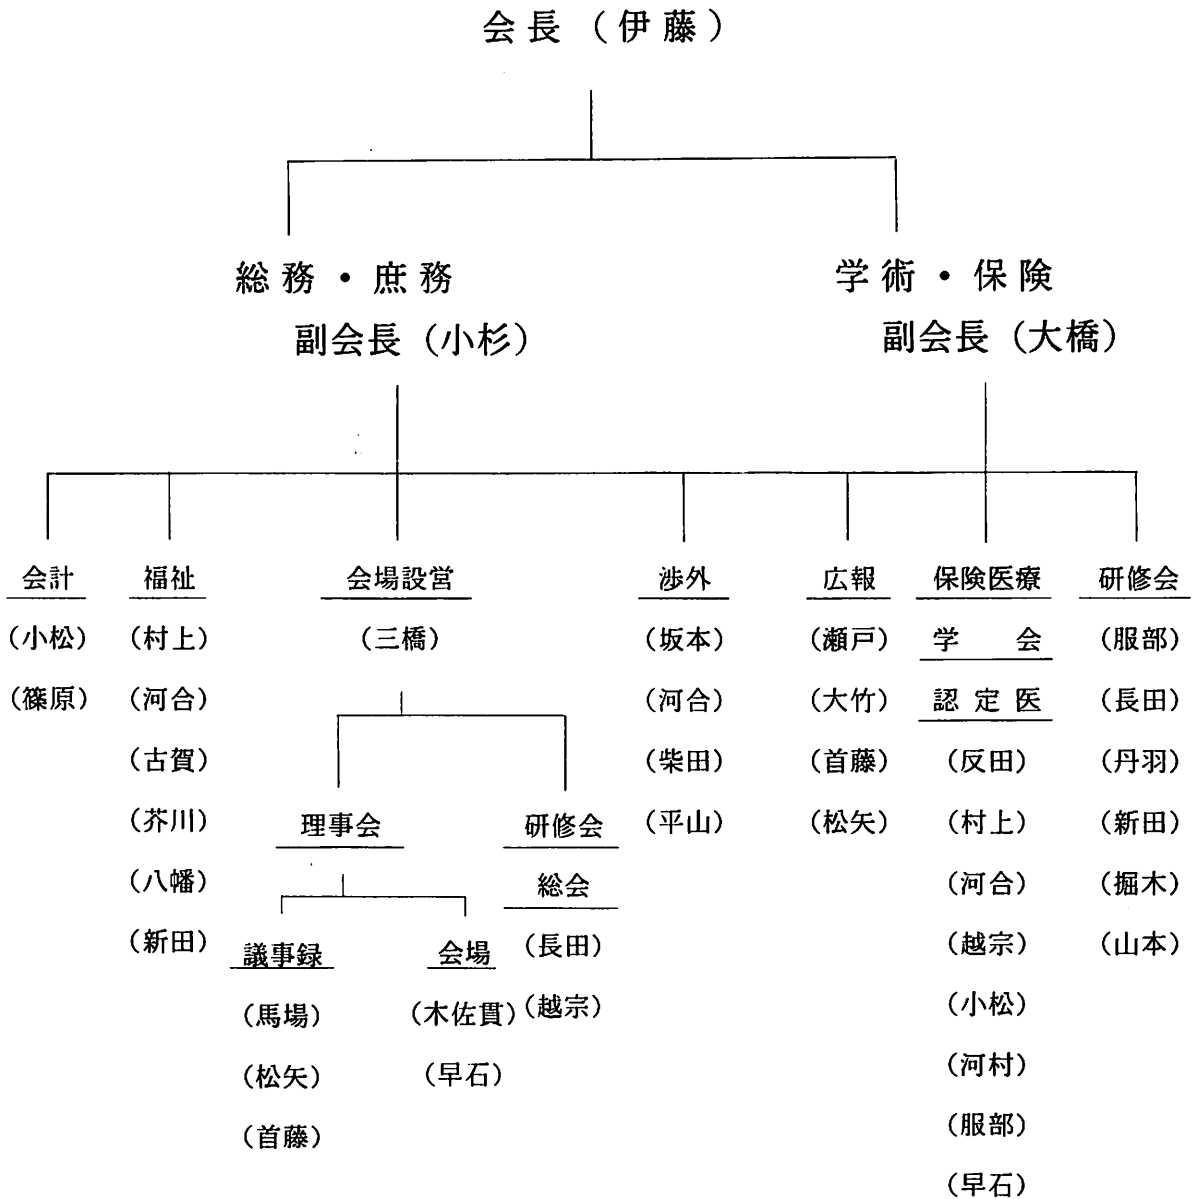 会長（伊藤）
総務・庶務
副会長（小杉）
学術・保険
副会長（大橋）
会計
（小松）
（篠原）
福祉
（村上）
（河合）
（古賀）
（芥川）
（八幡）
（新田）
会場設営
（三橋）
理事会
議事録
（馬場）
（松矢）
（首藤）
会場
（木佐貫）
（早石）
研修会
総会
（長田）
（越宗）
渉外
（坂本）
（河合）
（柴田）
（平山）
広報
（瀬戸）
（大竹）
（首藤）
（松矢）
保険医療
学会
認定医
（反田）
（村上）
（河合）
（越宗）
（小松）
（河村）
（服部）
（早石）
研修会
（服部）
（長田）
（丹羽）
（新田）
（掘木）
（山本）